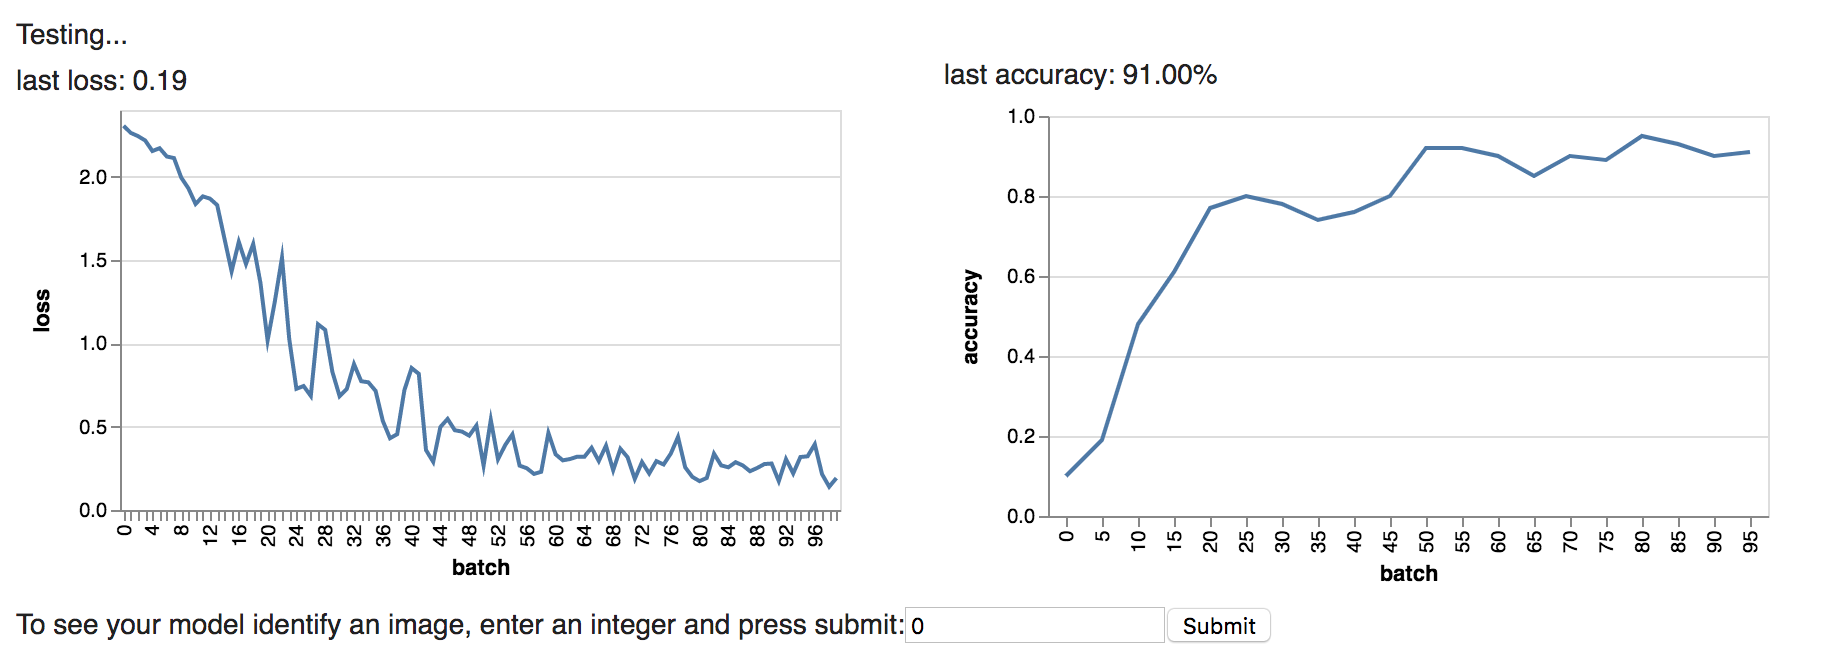 Testing...
last loss: 0.19
last accuracy: 91.00%
2.0
1.5
1.0
0.5
0.0
loss
0 4 8 12 16 20 24 28 32 36 40 44 48 52 56 60 64 68 72 76 80 84 88 92 96
batch
1.0
0.8
0.6
0.4
0.2
0.0
accuracy
0 5 10 15 20 25 30 35 40 45 50 55 60 65 70 75 80 85 90 95
batch
To see your model identify an image, enter an integer and press submit: 0 Submit